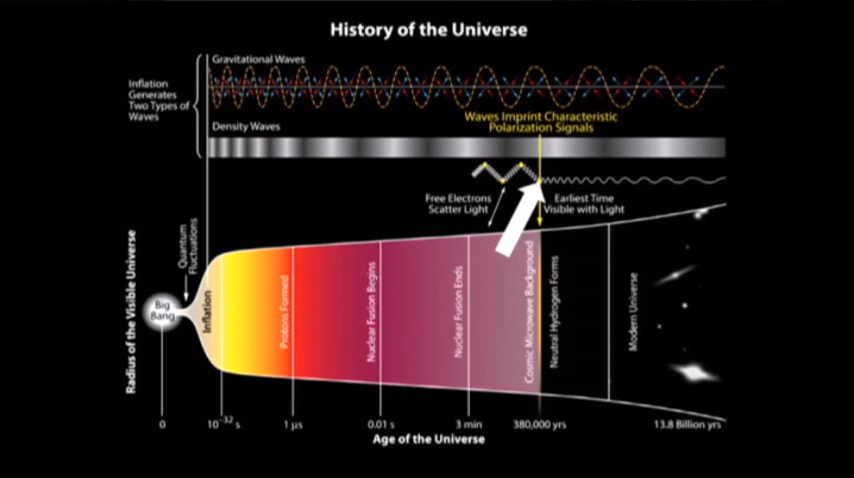 History of the Universe
Gravitational Waves
Inflation
Generates
Two Types of
Waves
Waves Imprint Characteristic
Polarization Signals
Density Waves
Free Electrons
Scatter Light
Earliest Time
Visible with Light
Radius of the Visible Universe
Quantum
Fluctuations
Big
Bang
Inflation
Protons Formed
Nuclear Fusion Begins
Nuclear Fusion Ends
Cosmic Microwave Background
Neutral Hydrogen Forms
Modern Universe
0
10⁻³² s
1 µs
0.01 s
3 min
380,000 yrs
13.8 Billion yrs
Age of the Universe